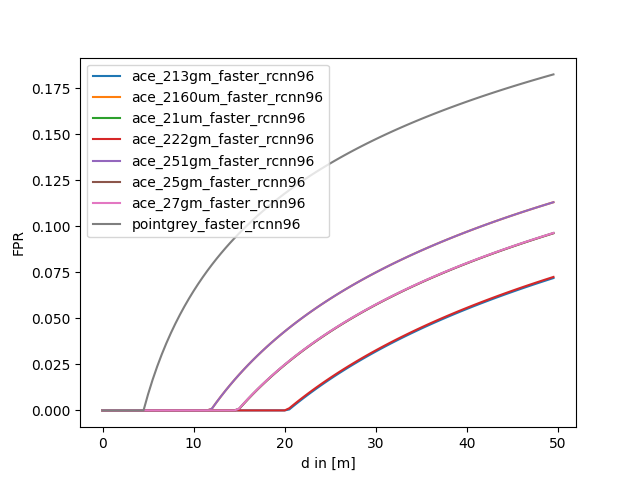 ace_213gm_faster_rcnn96
ace_2160um_faster_rcnn96
ace_21um_faster_rcnn96
ace_222gm_faster_rcnn96
ace_251gm_faster_rcnn96
ace_25gm_faster_rcnn96
ace_27gm_faster_rcnn96
pointgrey_faster_rcnn96
FPR
0.175
0.150
0.125
0.100
0.075
0.050
0.025
0.000
0 10 20 30 40 50
d in [m]